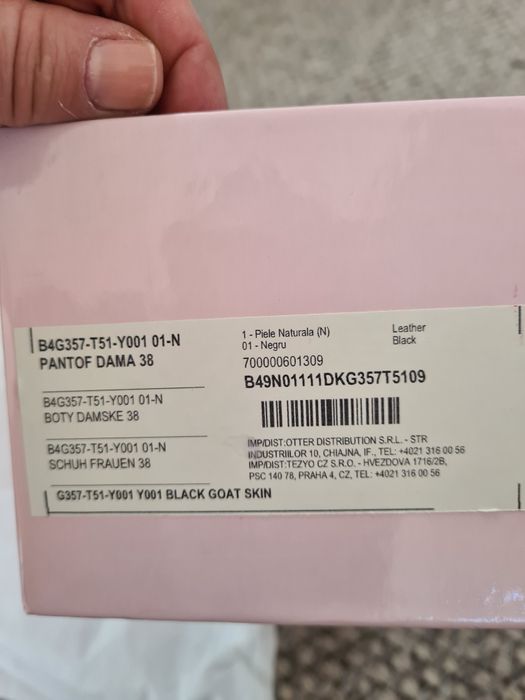 B4G357-T51-Y001 01-N
PANTOF DAMA 38
B4G357-T51-Y001 01-N
BOTY DAMSKE 38
B4G357-T51-Y001 01-N
SCHUH FRAUEN 38
G357-T51-Y001 Y001 BLACK GOAT SKIN
1 - Piele Naturala (N)
01 - Negru
Leather
Black
700000601309
B49N01111DKG357T5109
IMP/DIST:OTTER DISTRIBUTION S.R.L. - STR
INDUSTRIILOR 10, CHIAJNA, IF., TEL: +4021 316 00 56
IMP/DIST:TEZYO CZ S.R.O. - HVEZDOVA 1716/2B,
PSC 140 78, PRAHA 4, CZ, TEL: +4021 316 00 56